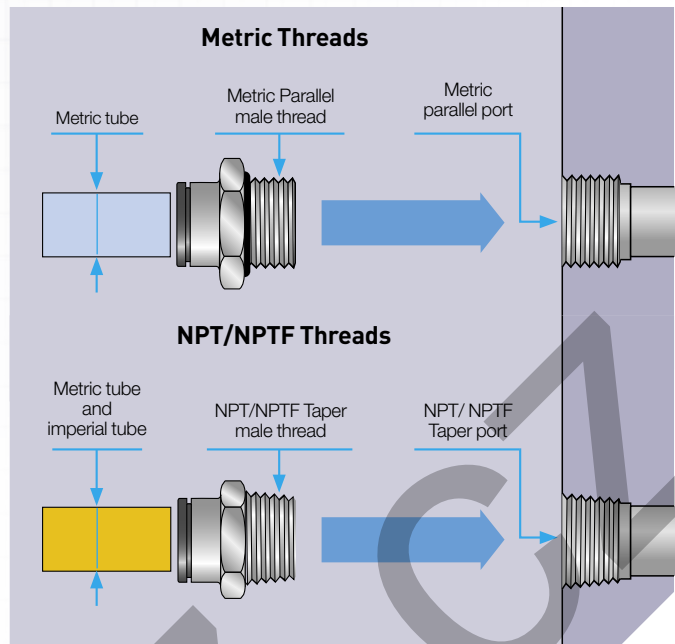 Metric Threads
Metric tube
Metric Parallel
male thread
Metric
parallel port
NPT/NPTF Threads
Metric tube
and
imperial tube
NPT/NPTF Taper
male thread
NPT/ NPTF
Taper port